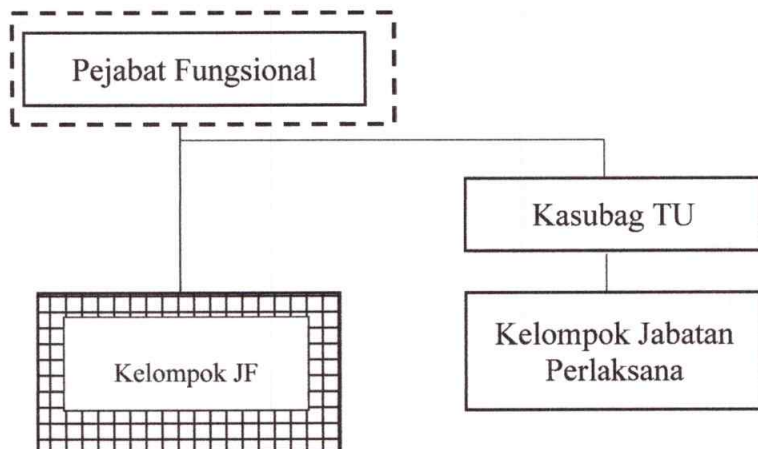 Pejabat Fungsional
Kasubag TU
Kelompok Jabatan
Perlaksana
Kelompok JF